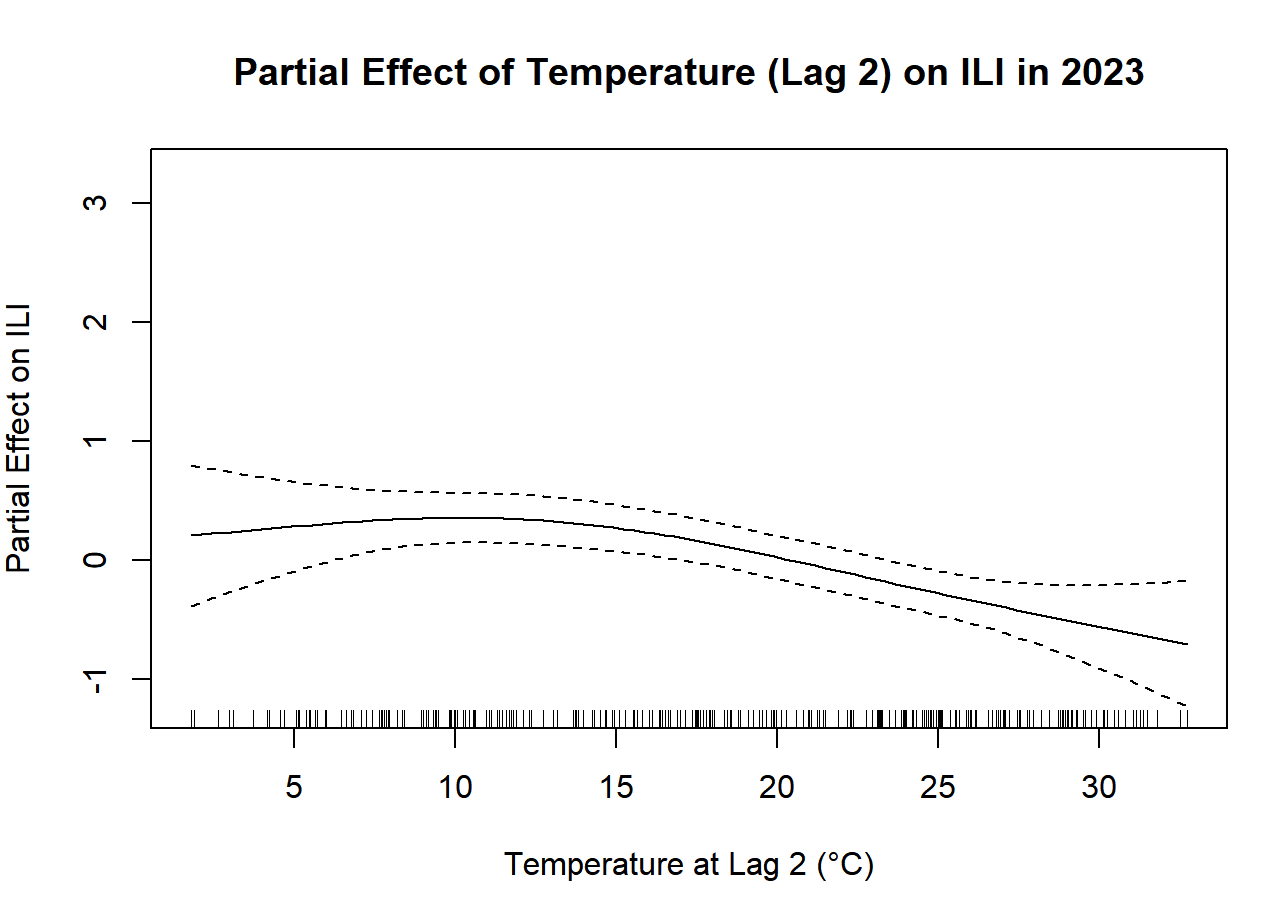 Partial Effect of Temperature (Lag 2) on ILI in 2023
Partial Effect on ILI
3
2
1
0
-1
5 10 15 20 25 30
Temperature at Lag 2 (°C)